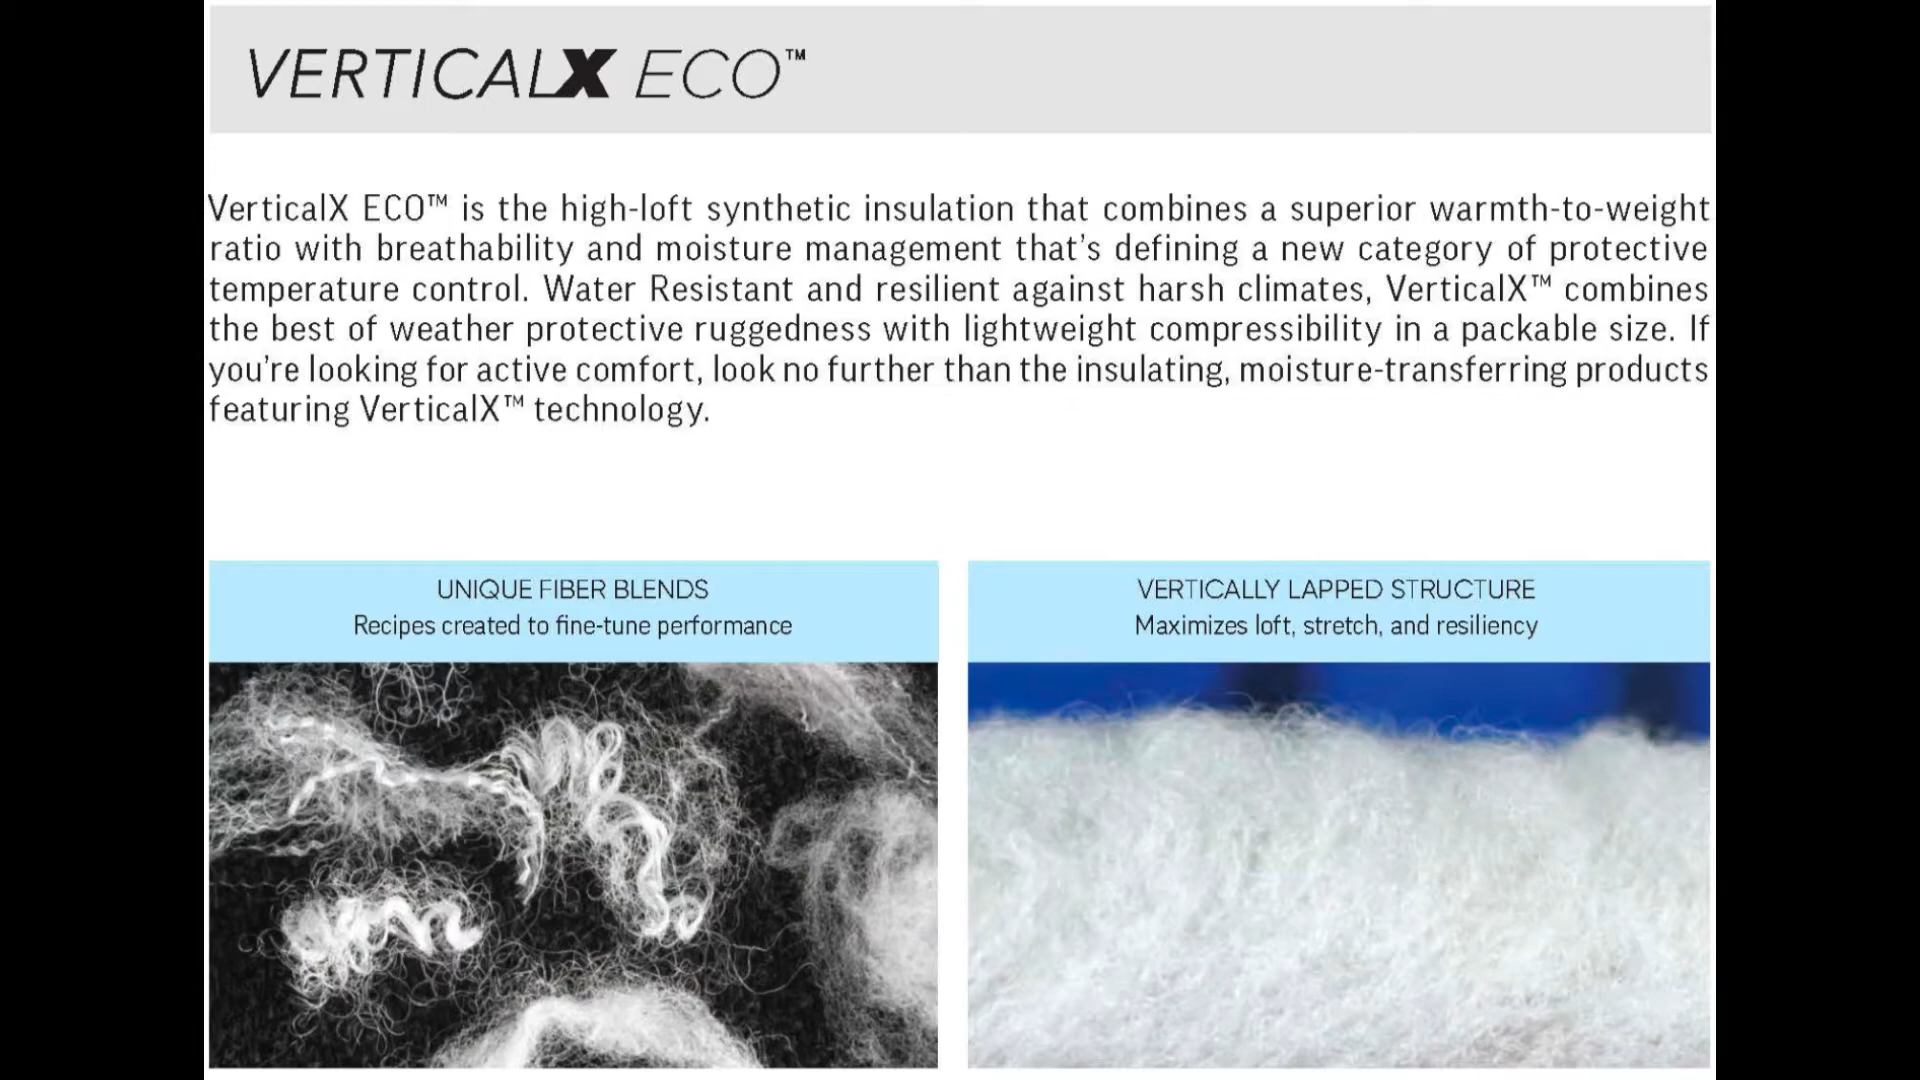 VERTICALX ECO™
VerticalX ECO™ is the high-loft synthetic insulation that combines a superior warmth-to-weight
ratio with breathability and moisture management that's defining a new category of protective
temperature control. Water Resistant and resilient against harsh climates, VerticalX™ combines
the best of weather protective ruggedness with lightweight compressibility in a packable size. If
you're looking for active comfort, look no further than the insulating, moisture-transferring products
featuring VerticalX™ technology.
UNIQUE FIBER BLENDS
Recipes created to fine-tune performance
VERTICALLY LAPPED STRUCTURE
Maximizes loft, stretch, and resiliency